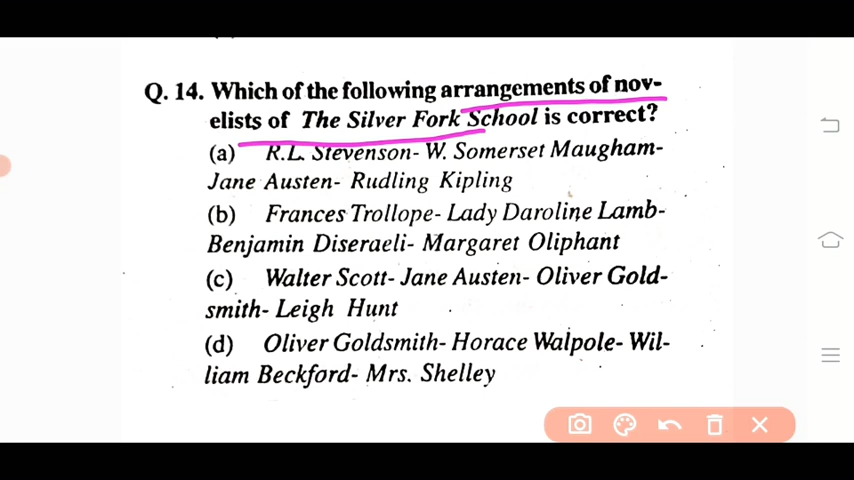 Q. 14. Which of the following arrangements of nov-
elists of The Silver Fork School is correct?
(a) R.L. Stevenson- W. Somerset Maugham-
Jane Austen- Rudling Kipling
(b) Frances Trollope- Lady Daroline Lamb-
Benjamin Diseraeli- Margaret Oliphant
(c) Walter Scott- Jane Austen- Oliver Gold-
smith- Leigh Hunt
(d) Oliver Goldsmith- Horace Walpole- Wil-
liam Beckford- Mrs. Shelley